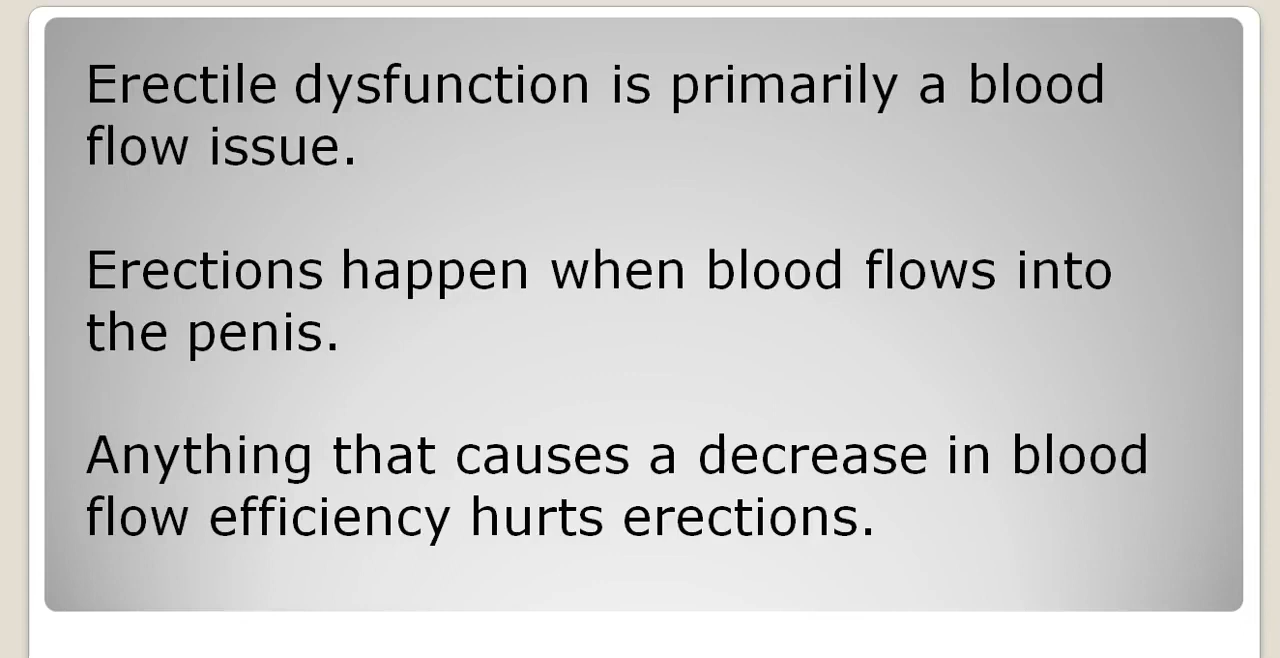 Erectile dysfunction is primarily a blood
flow issue.
Erections happen when blood flows into
the penis.
Anything that causes a decrease in blood
flow efficiency hurts erections.